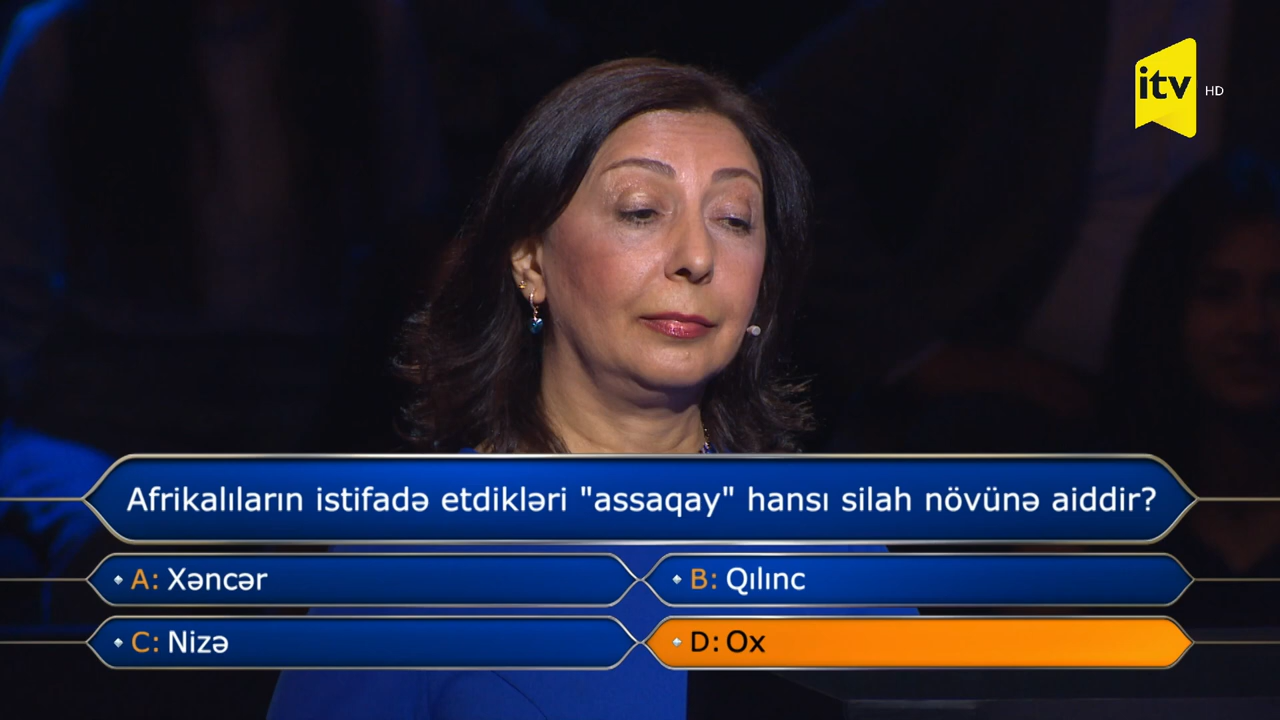 itv HD
Afrikalıların istifadə etdikləri "assaqay" hansı silah növünə aiddir?
A: Xəncər
B: Qılınc
C: Nizə
D: Ox